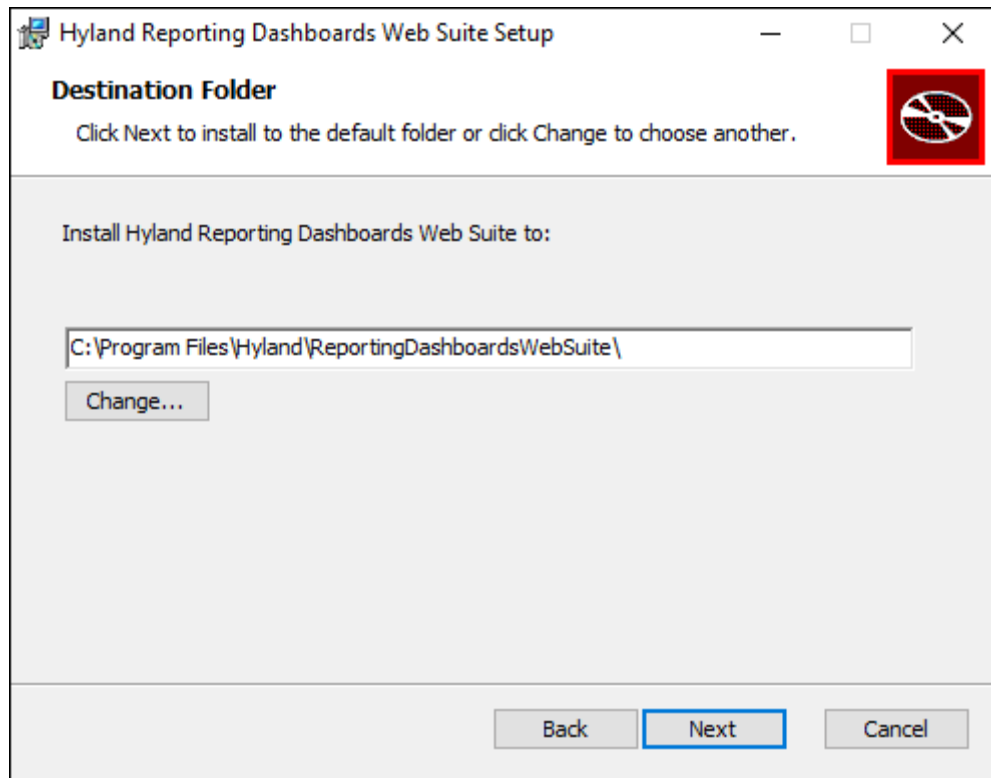 Hyland Reporting Dashboards Web Suite Setup
Destination Folder
Click Next to install to the default folder or click Change to choose another.
Install Hyland Reporting Dashboards Web Suite to:
C:\Program Files\Hyland\ReportingDashboardsWebSuite\
Change...
Back Next Cancel